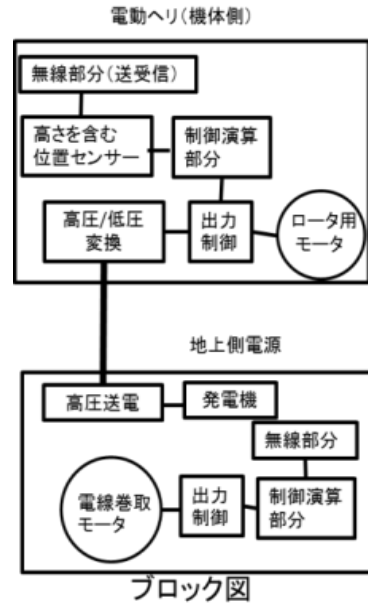 電動ヘリ(機体側)
無線部分(送受信)
高さを含む
位置センサー
制御演算
部分
高圧/低圧
変換
出力
制御
ロータ用
モータ
地上側電源
高圧送電
発電機
無線部分
電線巻取
モータ
出力
制御
制御演算
部分
ブロック図